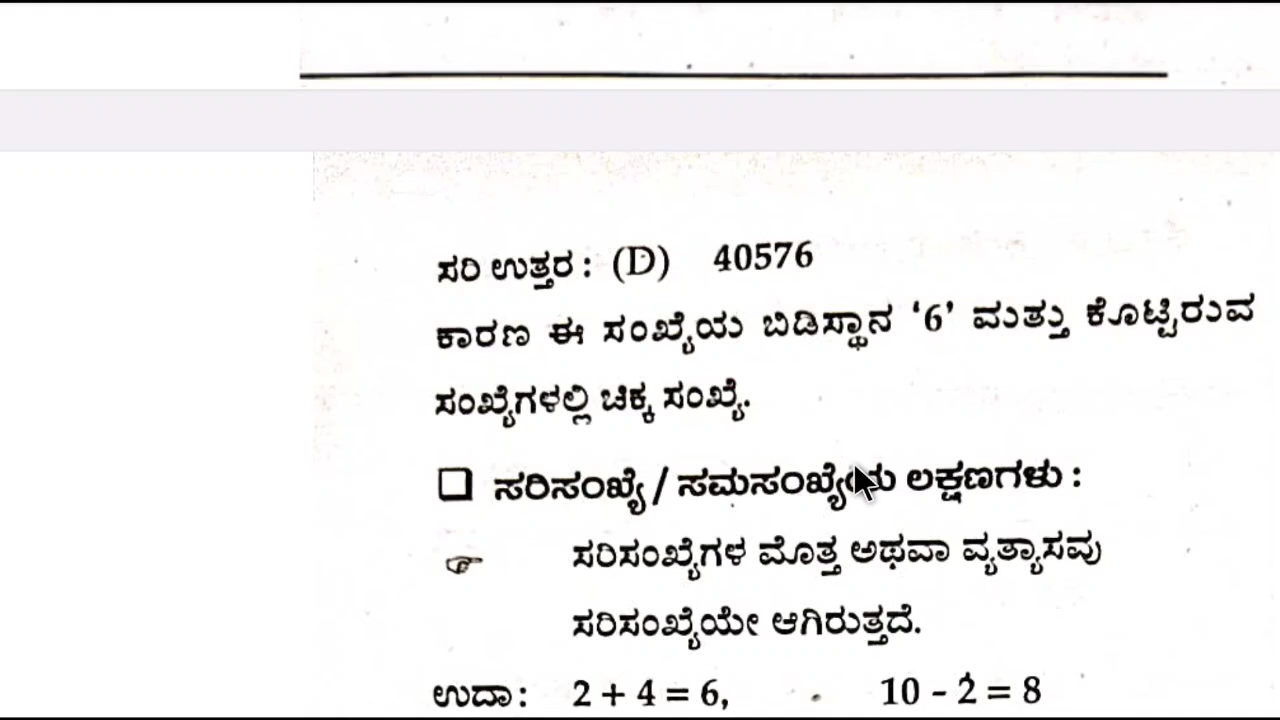 ಸರಿ ಉತ್ತರ : (D) 40576
ಕಾರಣ ಈ ಸಂಖ್ಯೆಯ ಬಿಡಿಸ್ಥಾನ ‘6’ ಮತ್ತು ಕೊಟ್ಟಿರುವ
ಸಂಖ್ಯೆಗಳಲ್ಲಿ ಚಿಕ್ಕ ಸಂಖ್ಯೆ.
ಸರಿಸಂಖ್ಯೆ / ಸಮಸಂಖ್ಯೆಯ ಲಕ್ಷಣಗಳು :
ಸರಿಸಂಖ್ಯೆಗಳ ಮೊತ್ತ ಅಥವಾ ವ್ಯತ್ಯಾಸವು
ಸರಿಸಂಖ್ಯೆಯೇ ಆಗಿರುತ್ತದೆ.
ಉದಾ : 2 + 4 = 6, 10 - 2 = 8